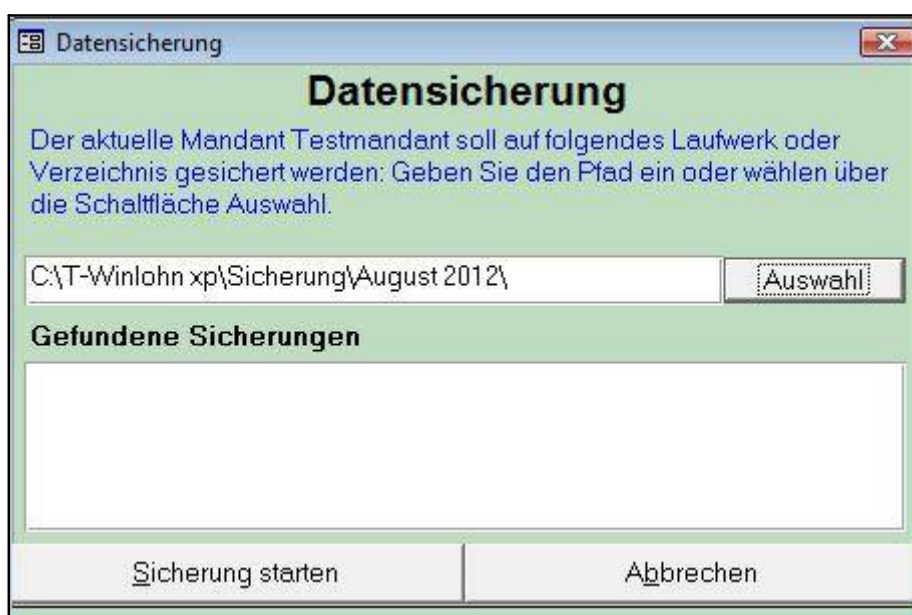 Datensicherung
Datensicherung
Der aktuelle Mandant Testmandant soll auf folgendes Laufwerk oder
Verzeichnis gesichert werden: Geben Sie den Pfad ein oder wählen über
die Schaltfläche Auswahl.
C:\T-Winlohn xp\Sicherung\August 2012\
Auswahl
Gefundene Sicherungen
Sicherung starten
Abbrechen